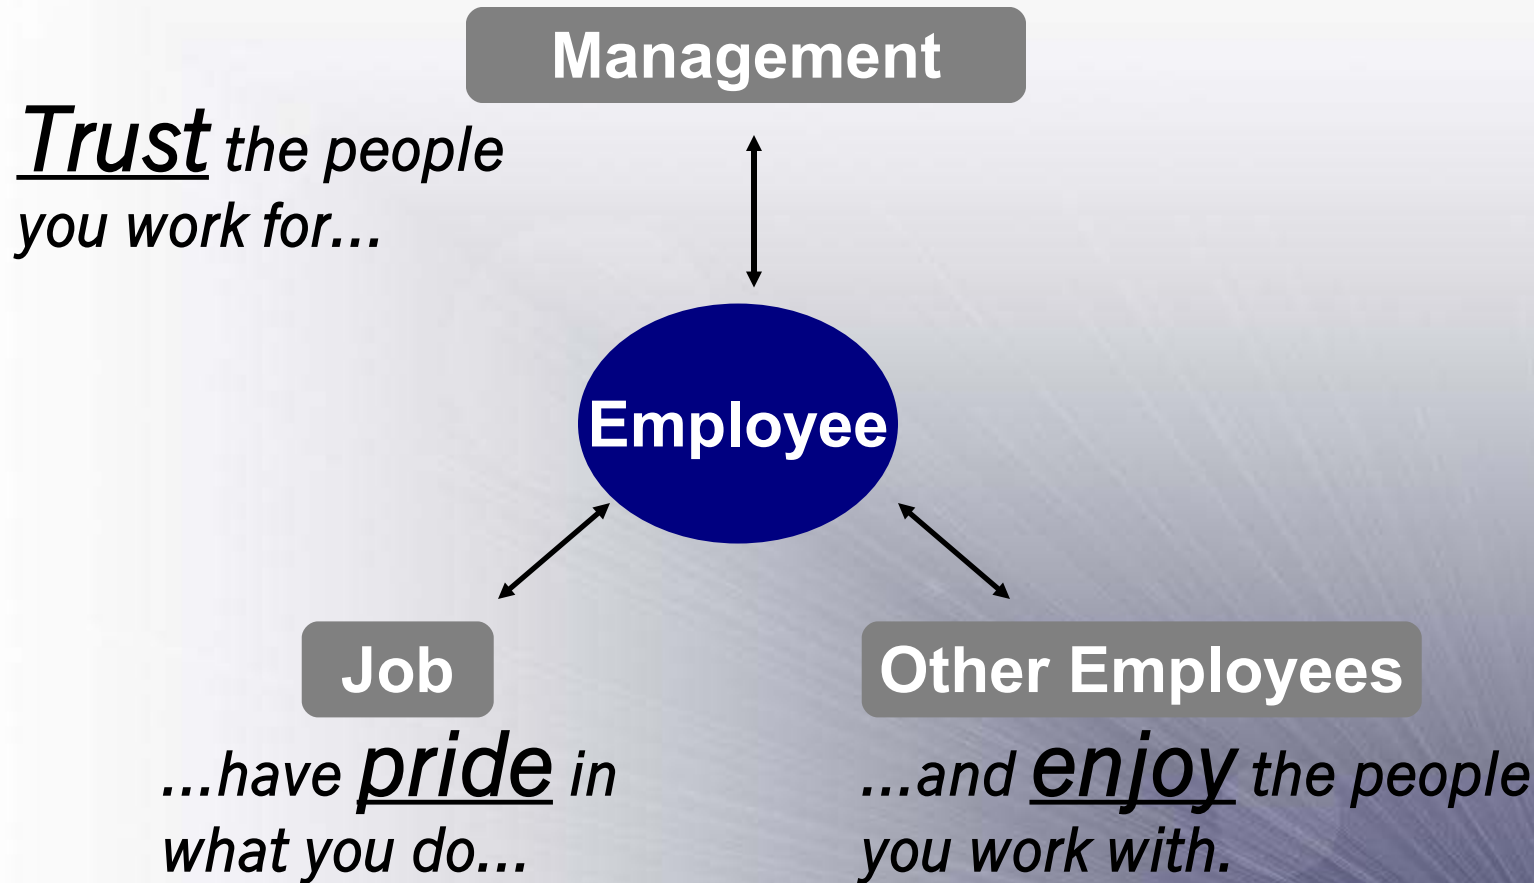 Management
Trust the people
you work for...
Employee
Job
...have pride in
what you do...
Other Employees
...and enjoy the people
you work with.